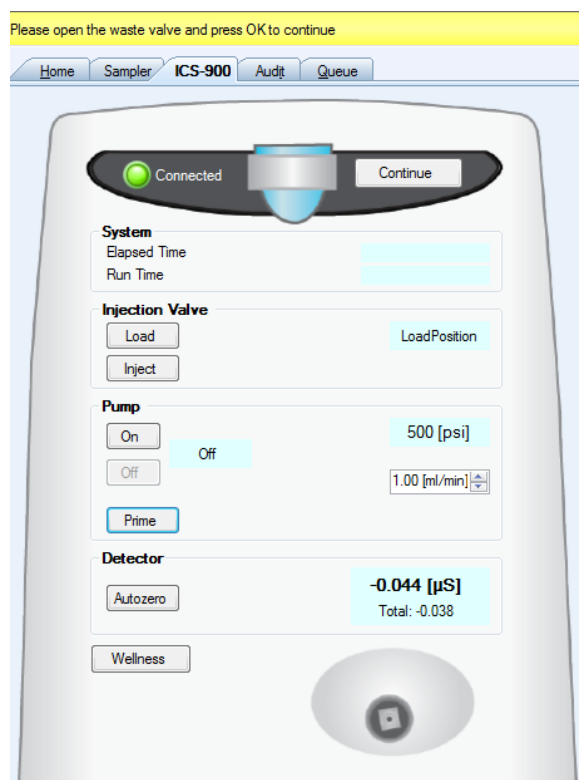 Please open the waste valve and press OK to continue
Home Sampler ICS-900 Audit Queue
Connected Continue
System
Elapsed Time
Run Time
Injection Valve
Load LoadPosition
Inject
Pump
On 500 [psi]
Off
Off 1.00 [ml/min]
Prime
Detector
-0.044 [µS]
Autozero
Total: -0.038
Wellness